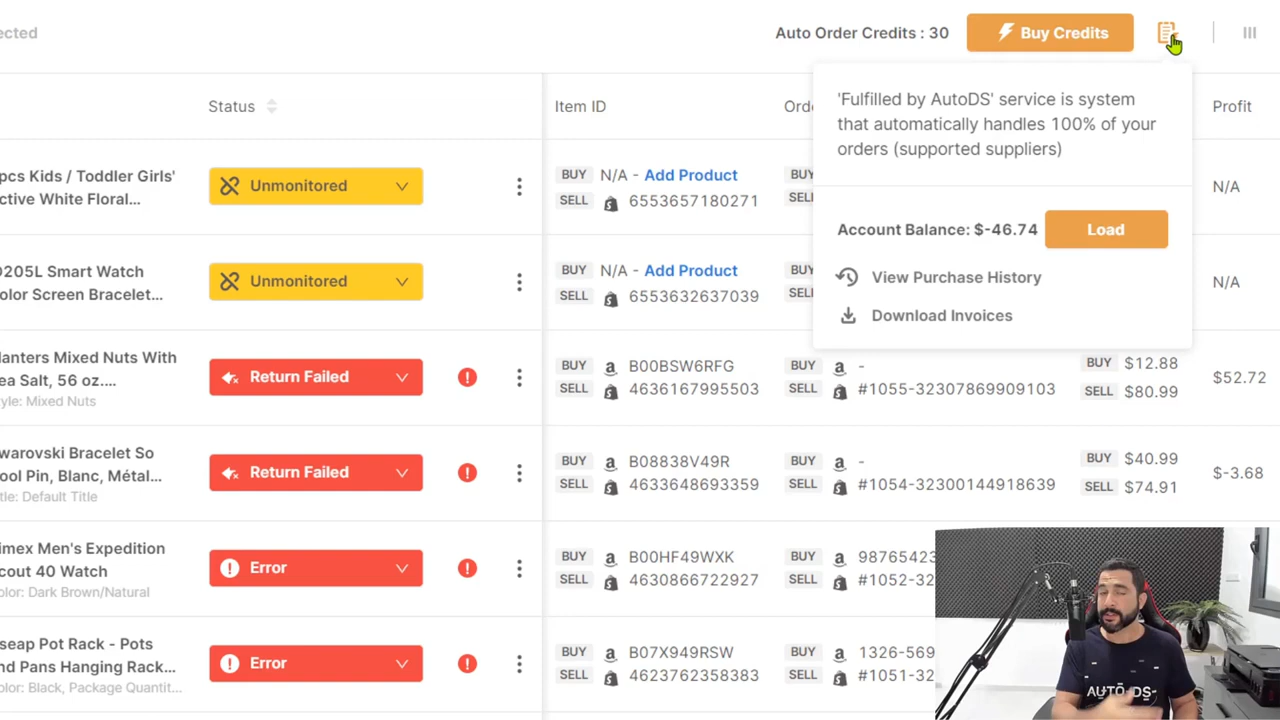 ected
Auto Order Credits : 30
Buy Credits
Status
Item ID
Orde
Profit
'Fulfilled by AutoDS' service is system
that automatically handles 100% of your
orders (supported suppliers)
Account Balance: $-46.74
Load
View Purchase History
Download Invoices
pcs Kids / Toddler Girls'
ctive White Floral...
Unmonitored
BUY N/A - Add Product
SELL 6553657180271
BUY
SELL
N/A
D205L Smart Watch
olor Screen Bracelet...
Unmonitored
BUY N/A - Add Product
SELL 6553632637039
BUY
SELL
N/A
lanters Mixed Nuts With
ea Salt, 56 oz....
tyle: Mixed Nuts
Return Failed
BUY B00BSW6RFG
SELL 4636167995503
BUY -
SELL #1055-32307869909103
BUY $12.88
SELL $80.99
$52.72
warovski Bracelet So
ool Pin, Blanc, Métal...
itle: Default Title
Return Failed
BUY B08838V49R
SELL 4633648693359
BUY -
SELL #1054-32300144918639
BUY $40.99
SELL $74.91
$-3.68
imex Men's Expedition
cout 40 Watch
olor: Dark Brown/Natural
Error
BUY B00HF49WXK
SELL 4630866722927
BUY 98765423
SELL #1052-32
useap Pot Rack - Pots
nd Pans Hanging Rack...
olor: Black, Package Quantit...
Error
BUY B07X949RSW
SELL 4623762358383
BUY 1326-569
SELL #1051-32
AUTODS